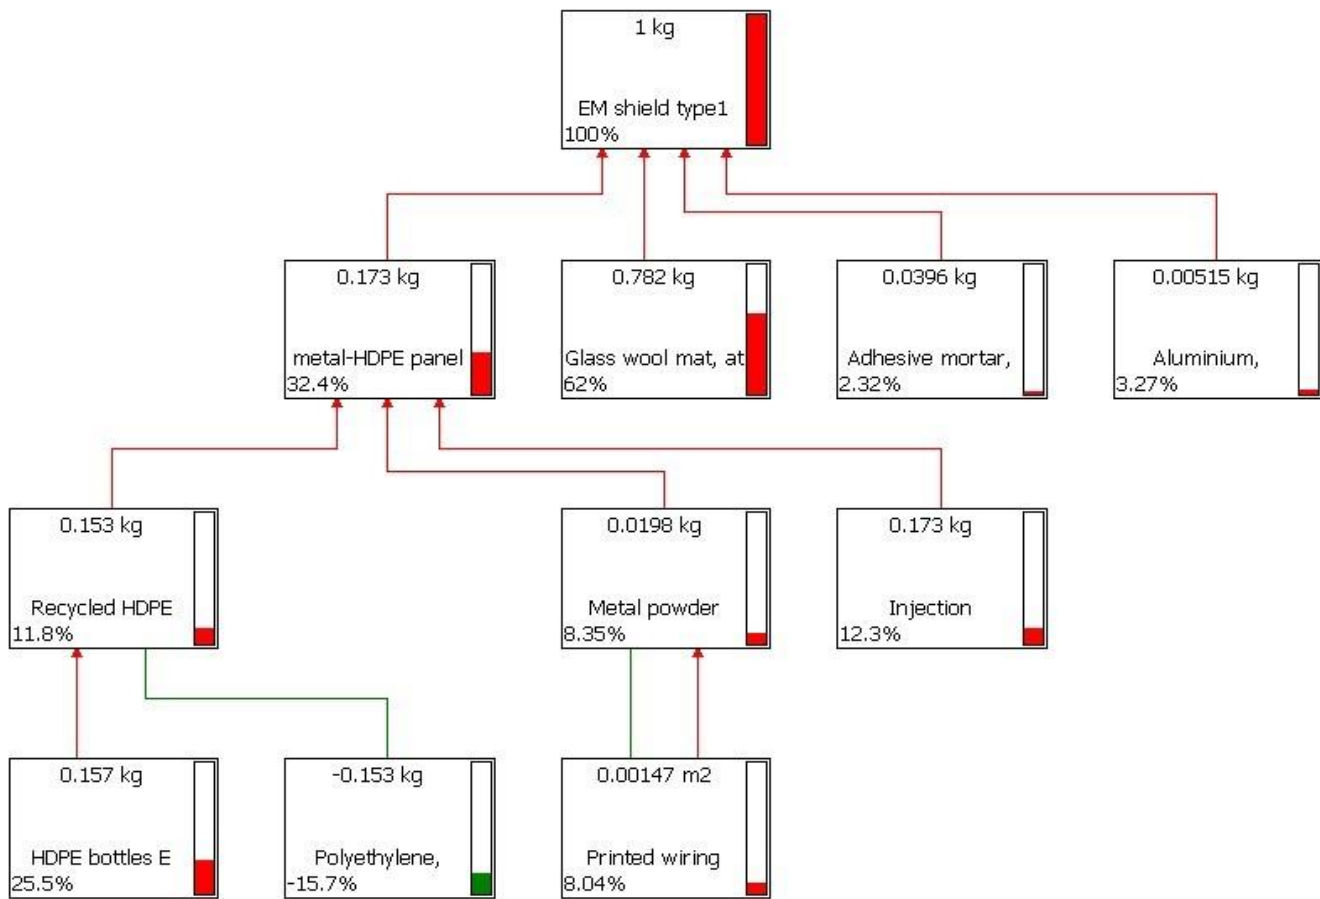 1 kg
EM shield type1
100%
0.173 kg
metal-HDPE panel
32.4%
0.782 kg
Glass wool mat, at
62%
0.0396 kg
Adhesive mortar,
2.32%
0.00515 kg
Aluminium,
3.27%
0.153 kg
Recycled HDPE
11.8%
0.0198 kg
Metal powder
8.35%
0.173 kg
Injection
12.3%
0.157 kg
HDPE bottles E
25.5%
-0.153 kg
Polyethylene,
-15.7%
0.00147 m2
Printed wiring
8.04%